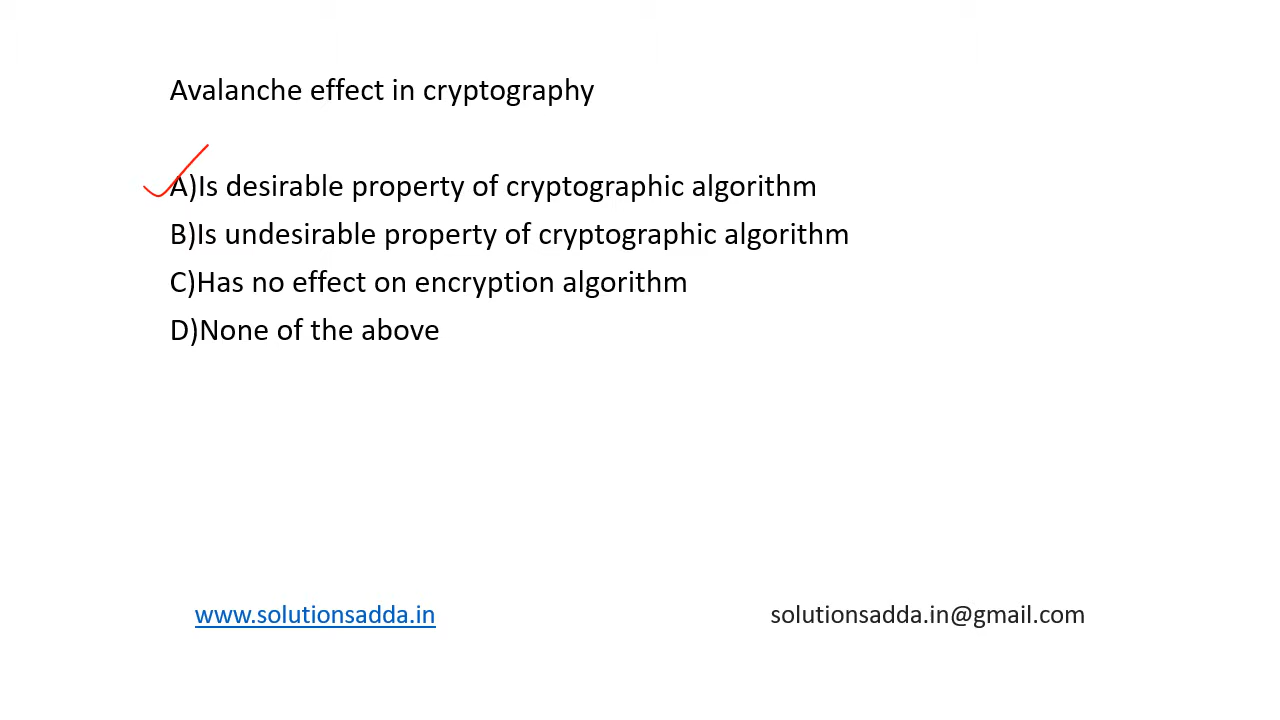 Avalanche effect in cryptography
A)Is desirable property of cryptographic algorithm
B)Is undesirable property of cryptographic algorithm
C)Has no effect on encryption algorithm
D)None of the above
www.solutionsadda.in
solutionsadda.in@gmail.com